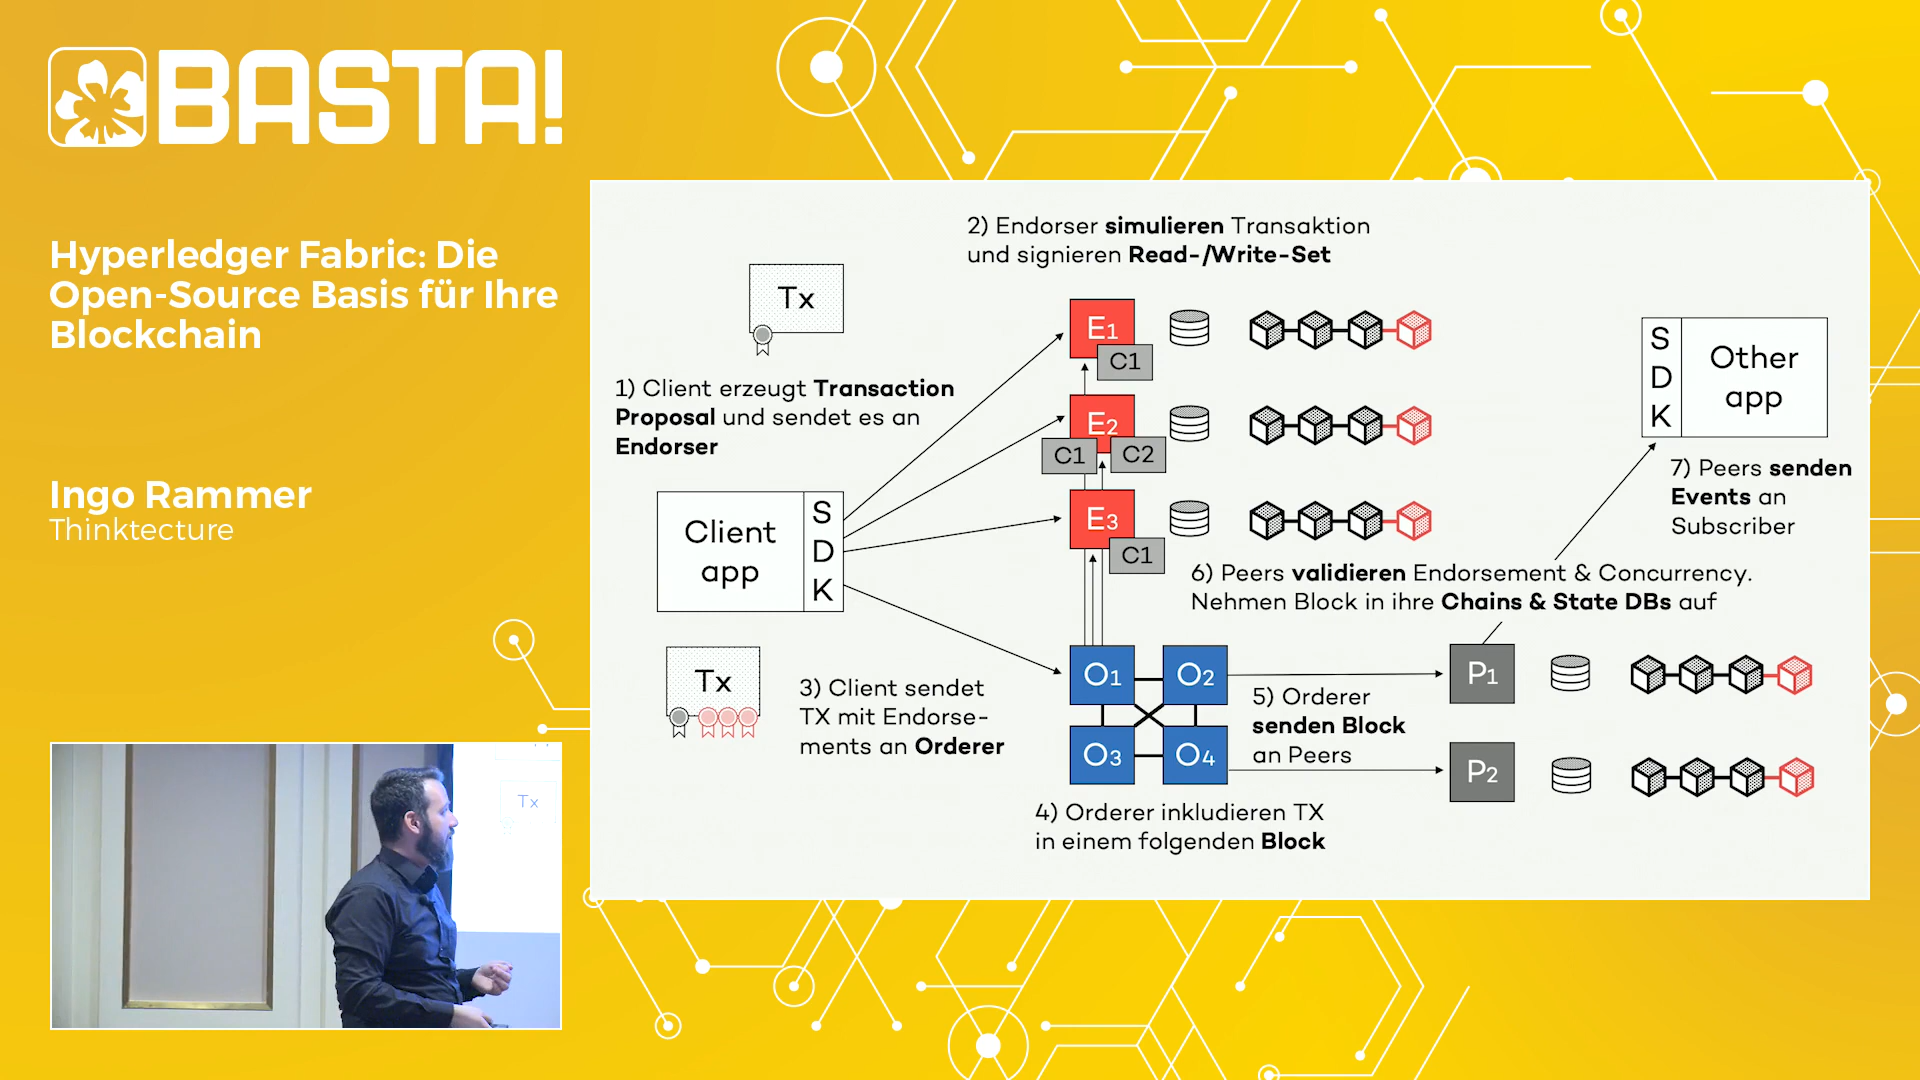 BASTA!
Hyperledger Fabric: Die
Open-Source Basis für Ihre
Blockchain
Ingo Rammer
Thinktecture
Tx
1) Client erzeugt Transaction
Proposal und sendet es an
Endorser
Client
app
S
D
K
Tx
3) Client sendet
TX mit Endorse-
ments an Orderer
2) Endorser simulieren Transaktion
und signieren Read-/Write-Set
E1
C1
E2
C1
C2
E3
C1
O1
O2
O3
O4
4) Orderer inkludieren TX
in einem folgenden Block
5) Orderer
senden Block
an Peers
6) Peers validieren Endorsement & Concurrency.
Nehmen Block in ihre Chains & State DBs auf
P1
P2
S
D
K
Other
app
7) Peers senden
Events an
Subscriber
Tx